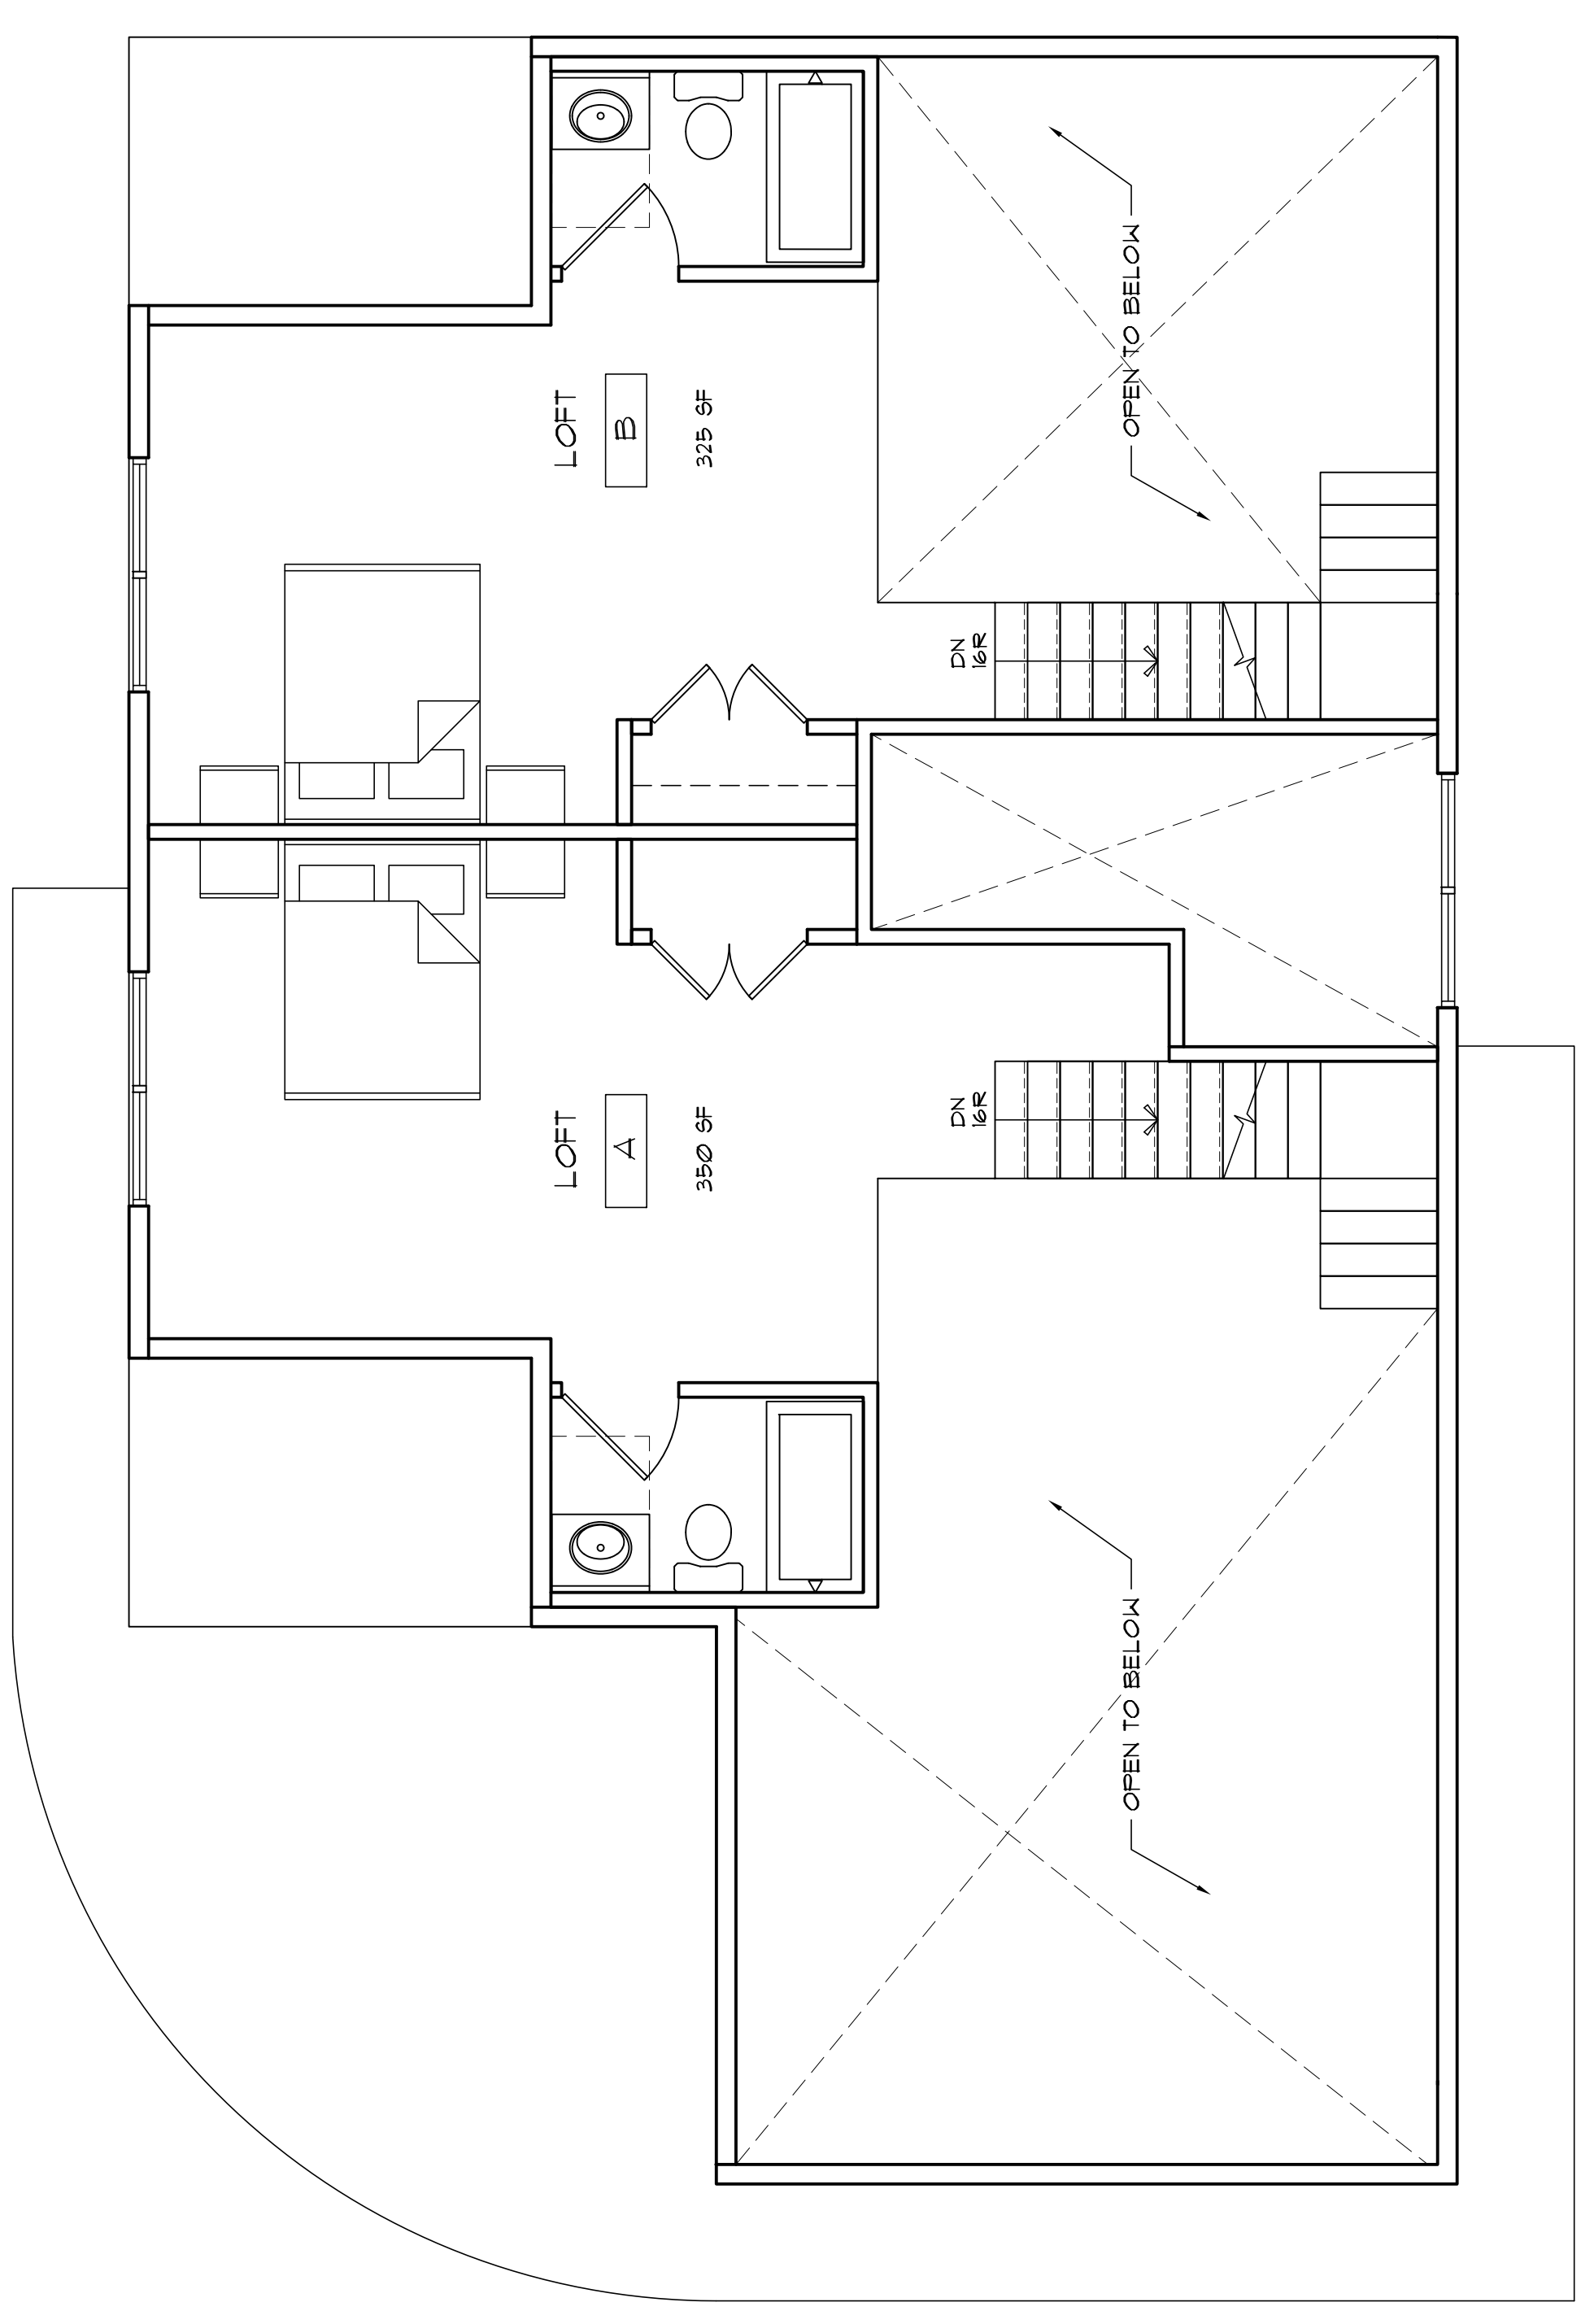 LOFT
B
325 SF
OPEN TO BELOW
DN
16R
LOFT
A
350 SF
DN
16R
OPEN TO BELOW